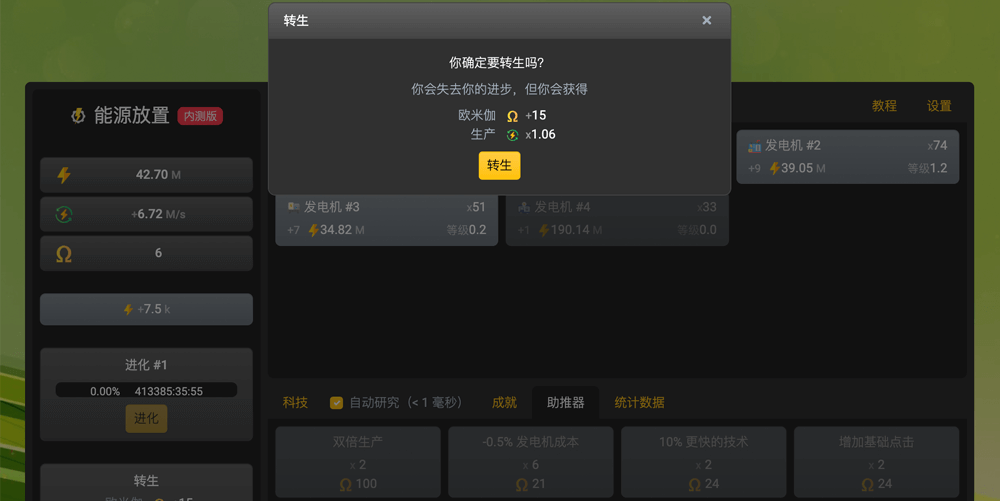 转生
×
你确定要转生吗?
你会失去你的进步，但你会获得
欧米伽 Ω +15
生产 x1.06
转生
能源放置 内测版
42.70 M
+6.72 M/s
Ω 6
+7.5 k
进化 #1
0.00% 413385:35:55
进化
转生
教程 设置
发电机 #2 x74
+9 39.05 M 等级1.2
发电机 #3 x51
+7 34.82 M 等级0.2
发电机 #4 x33
+1 190.14 M 等级0.0
科技 自动研究（< 1 毫秒） 成就 助推器 统计数据
双倍生产
x 2
Ω 100
-0.5% 发电机成本
x 6
Ω 21
10% 更快的技术
x 2
Ω 24
增加基础点击
x 2
Ω 24